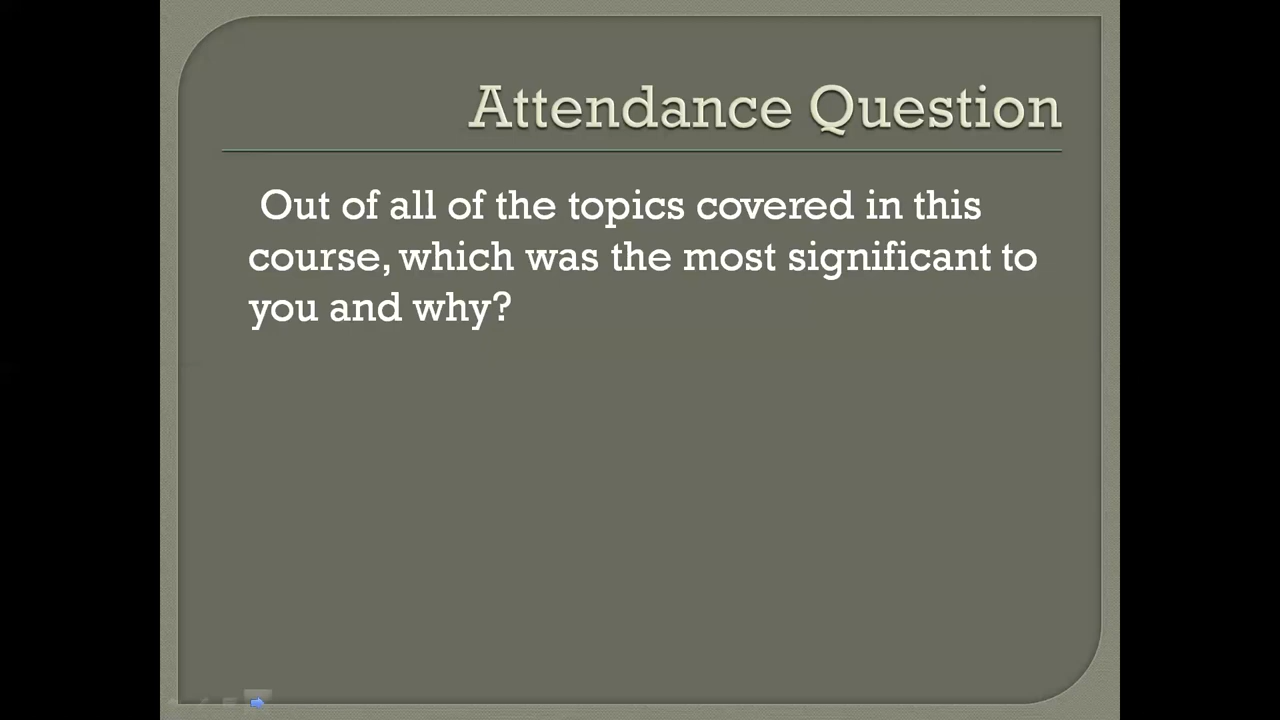 Attendance Question
Out of all of the topics covered in this
course, which was the most significant to
you and why?